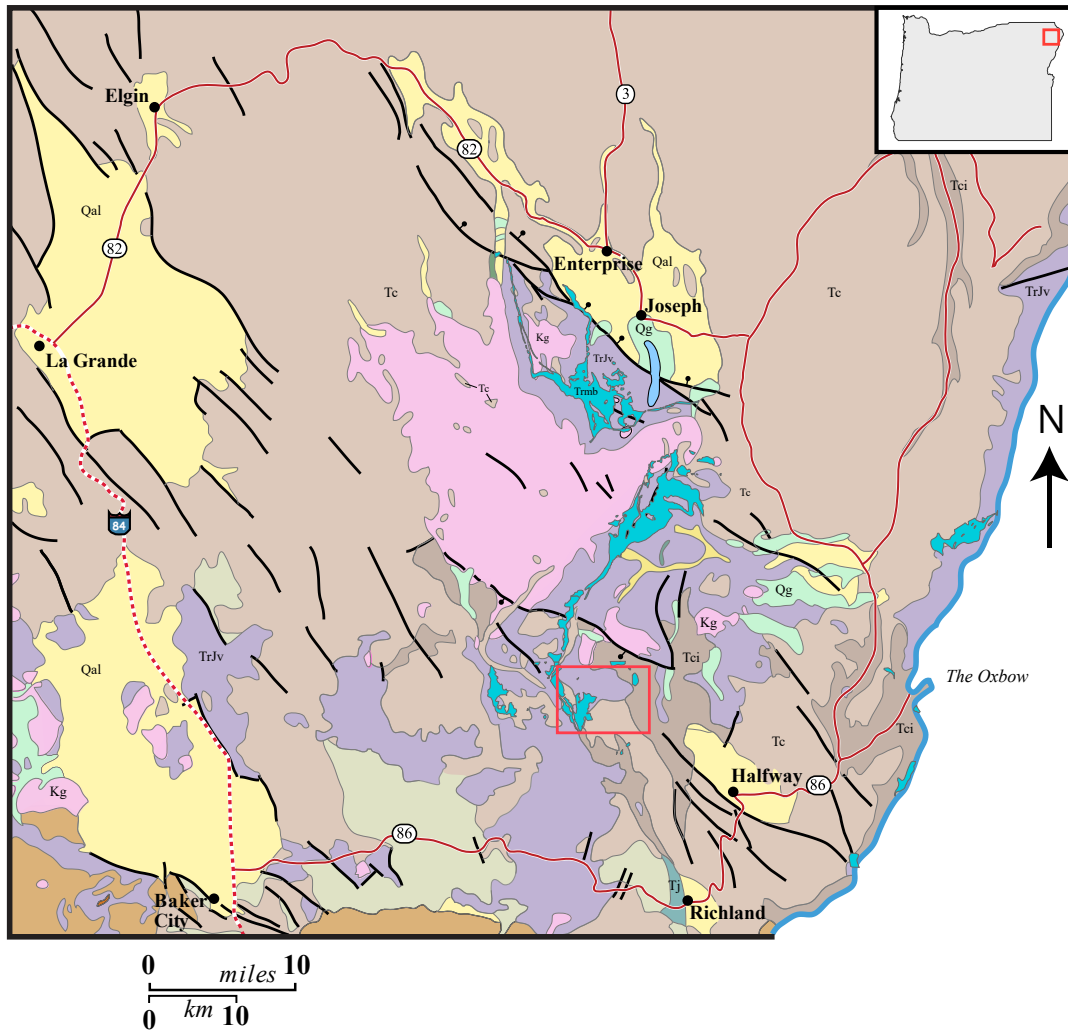 Elgin
3
82
Tci
Qal
82
Enterprise
Qal
Tc
TrJv
N
Tc
Joseph
Qg
Kg
La Grande
TrJv
Tc
Trmb
Tc
84
Qg
Kg
TrJv
Tci
Qal
The Oxbow
Tc
Tci
Halfway
86
Kg
86
Tj
Baker
City
Richland
0 miles 10
km
0 10